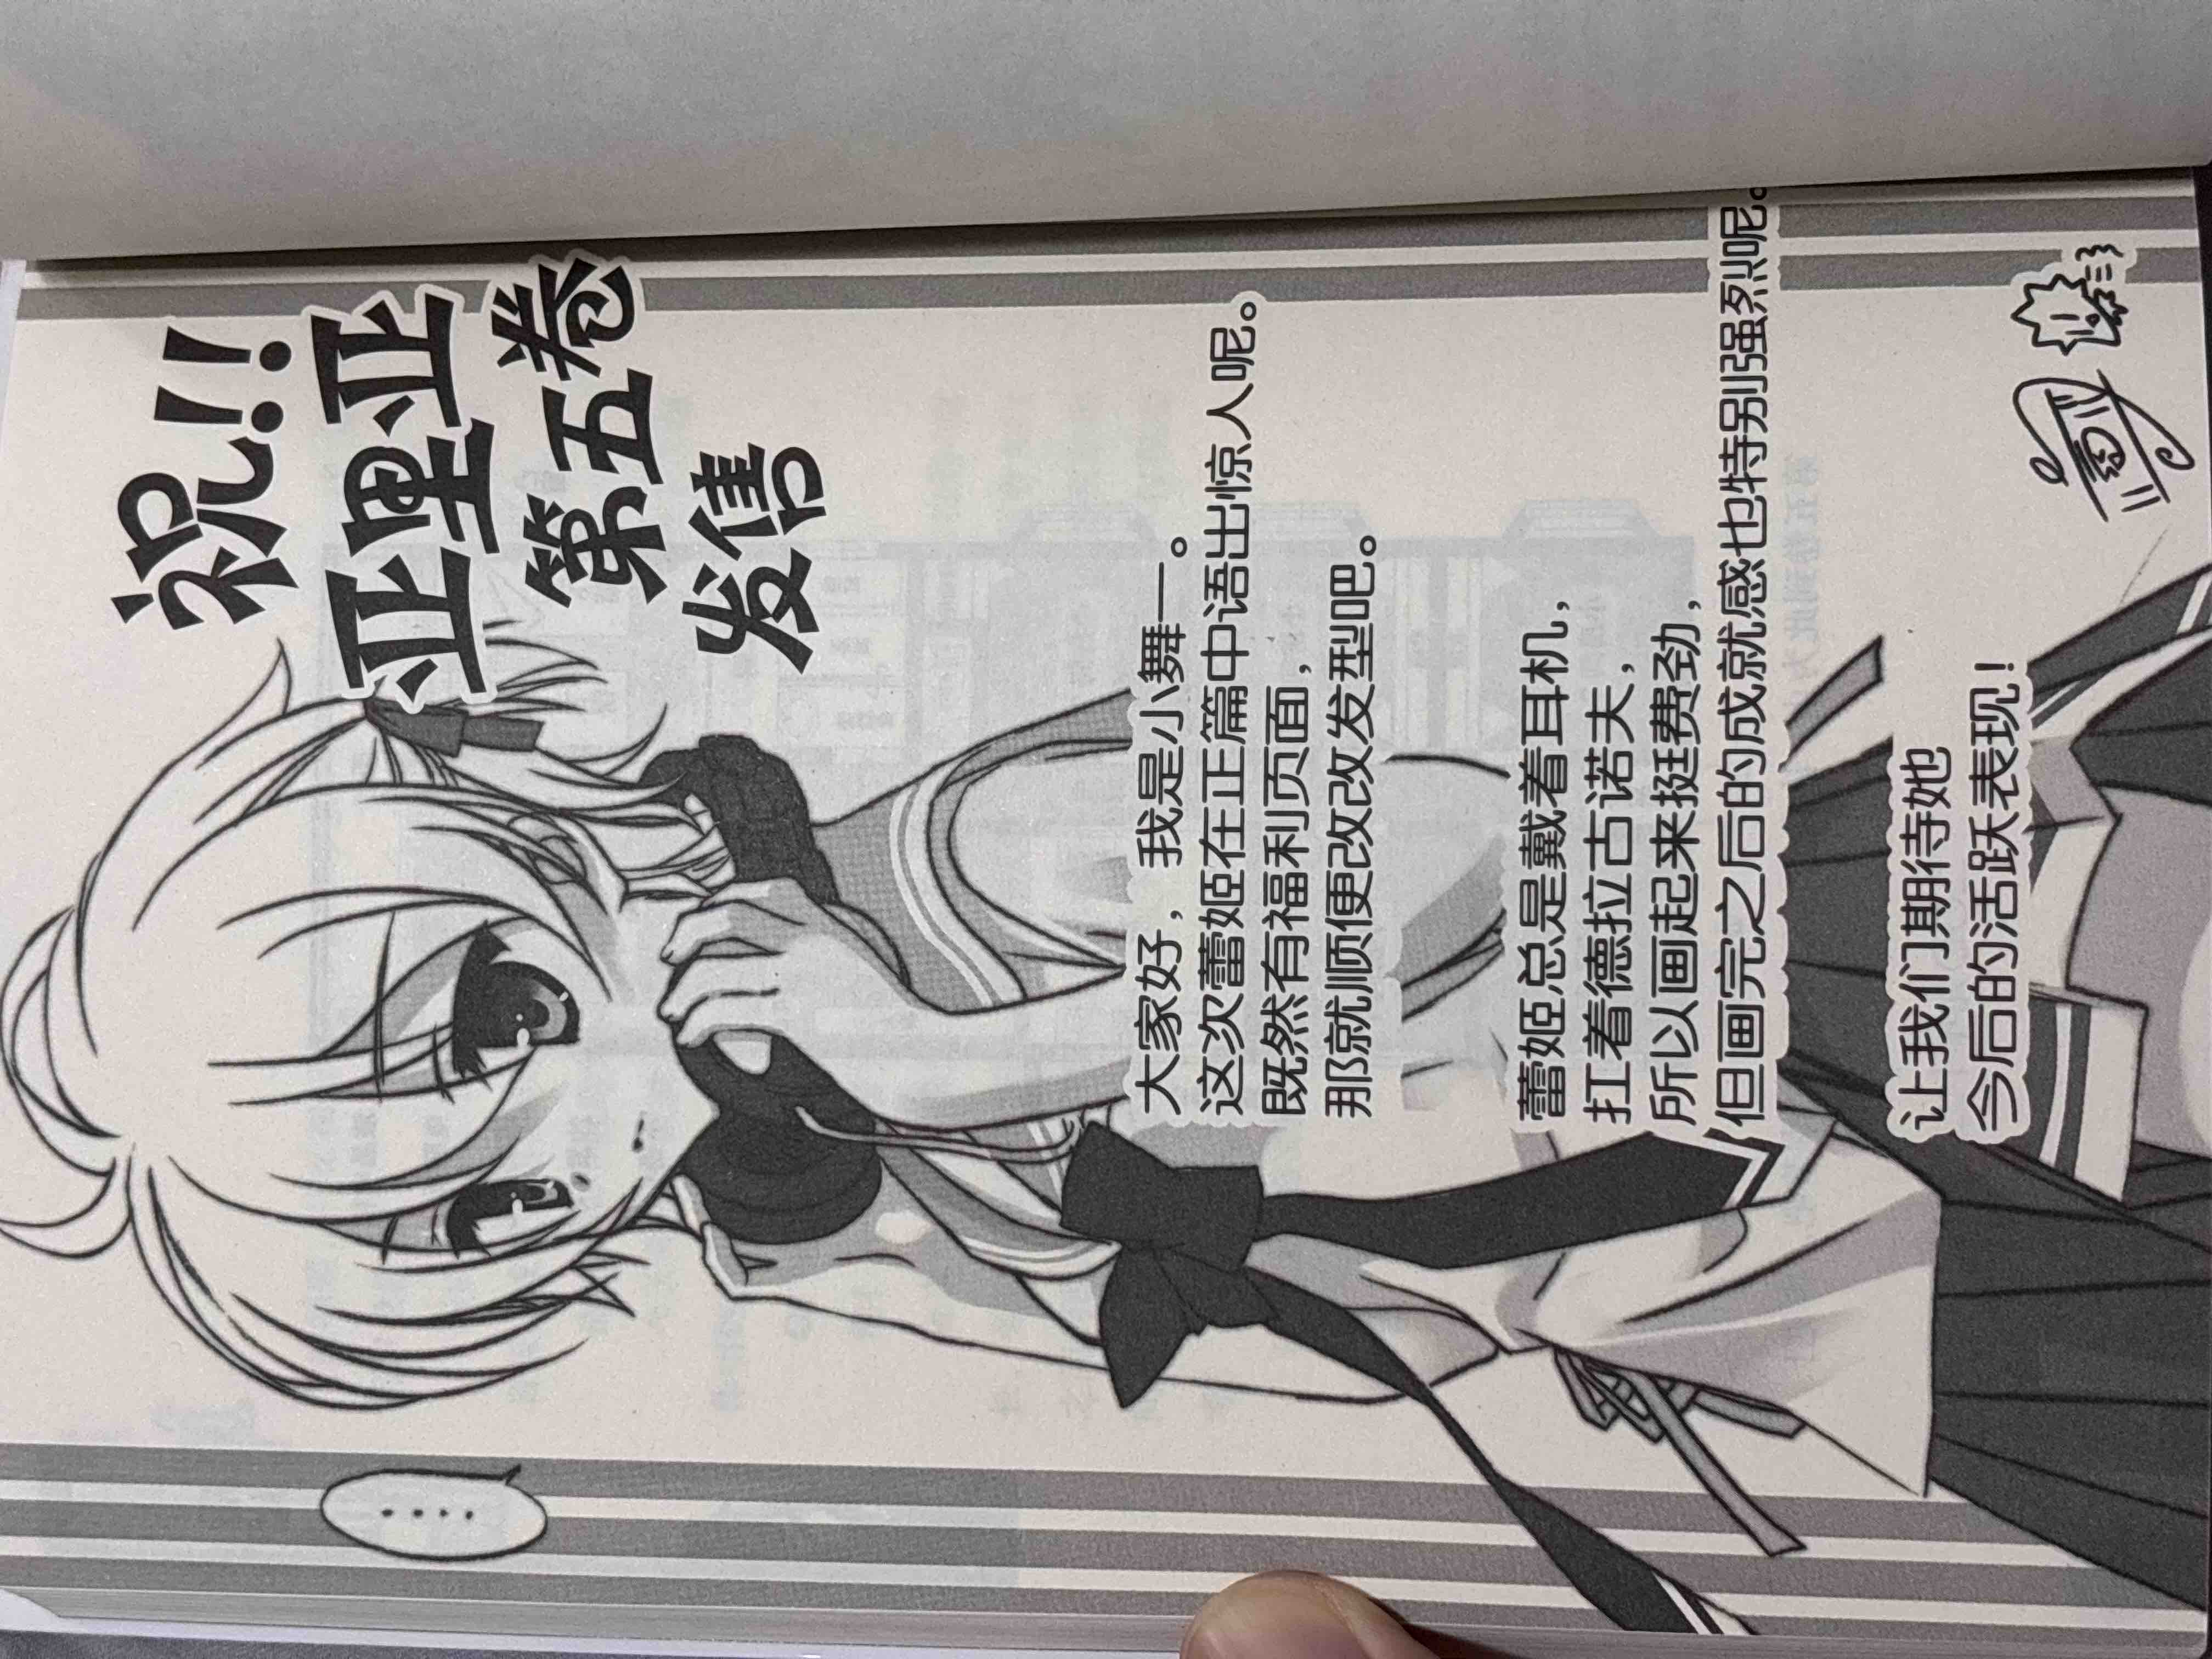 祝!!
亚里亚
第五卷
发售
大家好，我是小舞一。
这次蕾姬在正篇中语出惊人呢。
既然有福利页面，
那就顺便改改发型吧。
蕾姬总是戴着耳机，
扛着德拉古诺夫，
所以画起来挺费劲，
但画完之后的成就感也特别强烈呢。
让我们期待她
今后的活跃表现！